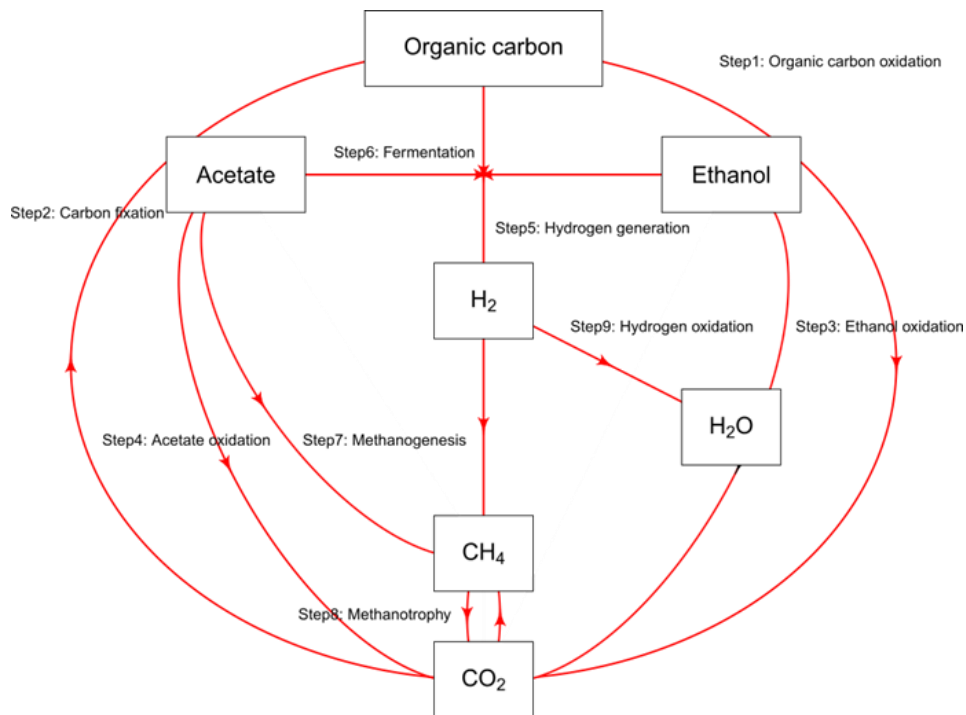 Organic carbon
Step1: Organic carbon oxidation
Step6: Fermentation
Acetate
Ethanol
Step2: Carbon fixation
Step5: Hydrogen generation
H₂
Step9: Hydrogen oxidation
Step3: Ethanol oxidation
H₂O
Step4: Acetate oxidation
Step7: Methanogenesis
CH₄
Step8: Methanotrophy
CO₂